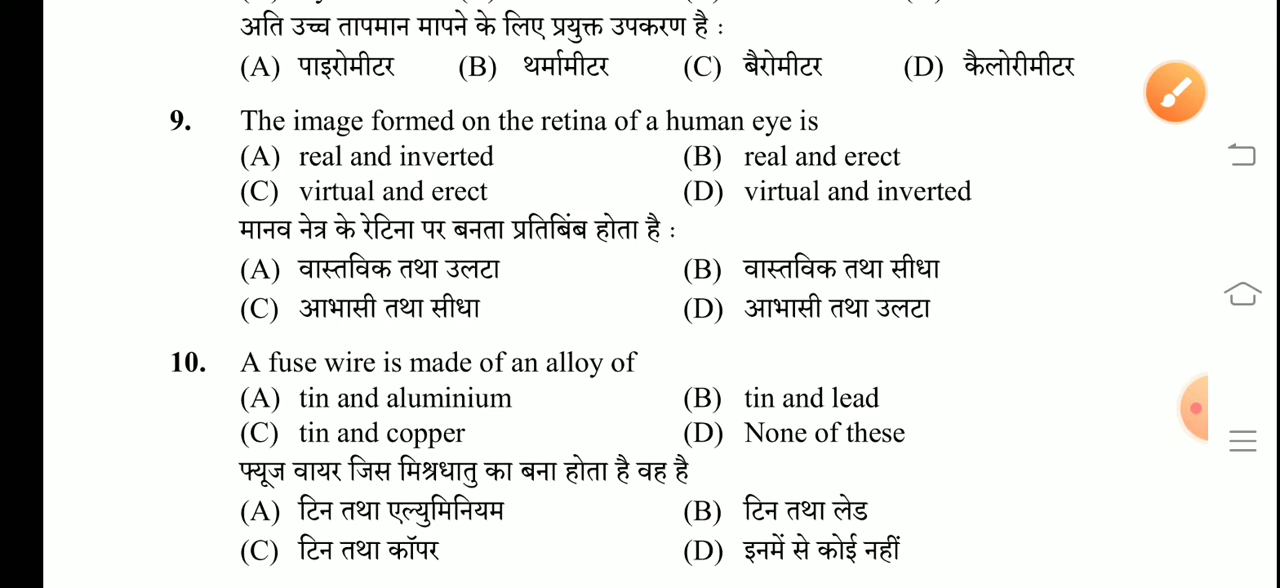 अति उच्च तापमान मापने के लिए प्रयुक्त उपकरण है :
(A) पाइरोमीटर (B) थर्मामीटर (C) बैरोमीटर (D) कैलोरीमीटर
9. The image formed on the retina of a human eye is
(A) real and inverted (B) real and erect
(C) virtual and erect (D) virtual and inverted
मानव नेत्र के रेटिना पर बनता प्रतिबिंब होता है :
(A) वास्तविक तथा उलटा (B) वास्तविक तथा सीधा
(C) आभासी तथा सीधा (D) आभासी तथा उलटा
10. A fuse wire is made of an alloy of
(A) tin and aluminium (B) tin and lead
(C) tin and copper (D) None of these
फ्यूज वायर जिस मिश्रधातु का बना होता है वह है
(A) टिन तथा एल्युमिनियम (B) टिन तथा लेड
(C) टिन तथा कॉपर (D) इनमें से कोई नहीं